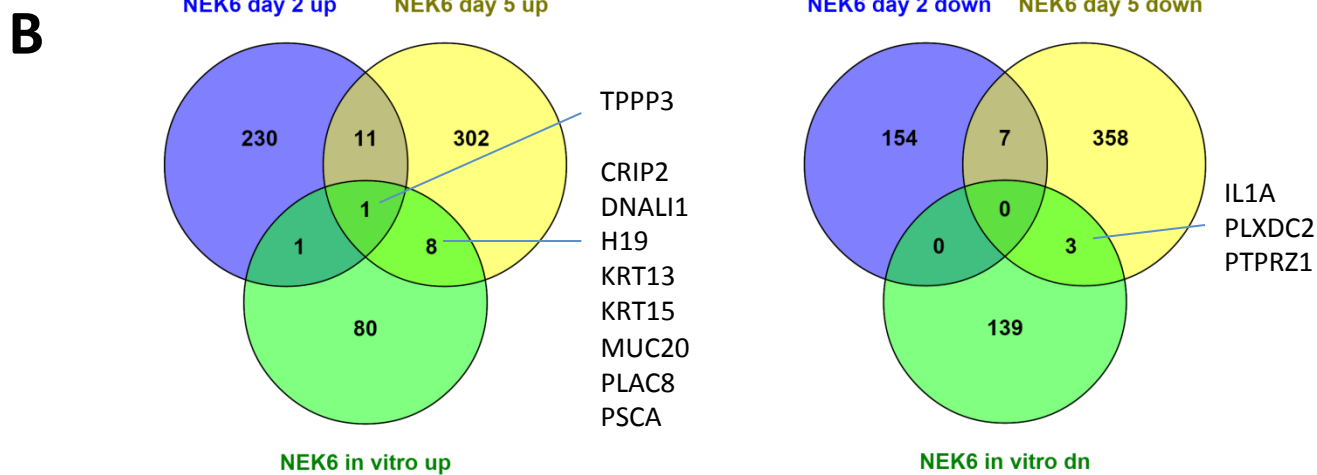 B
NEK6 day 2 up
NEK6 day 5 up
230
11
302
1
1
8
80
NEK6 in vitro up
TPPP3
CRIP2
DNALI1
H19
KRT13
KRT15
MUC20
PLAC8
PSCA
NEK6 day 2 down
NEK6 day 5 down
154
7
358
0
0
3
139
NEK6 in vitro dn
IL1A
PLXDC2
PTPRZ1